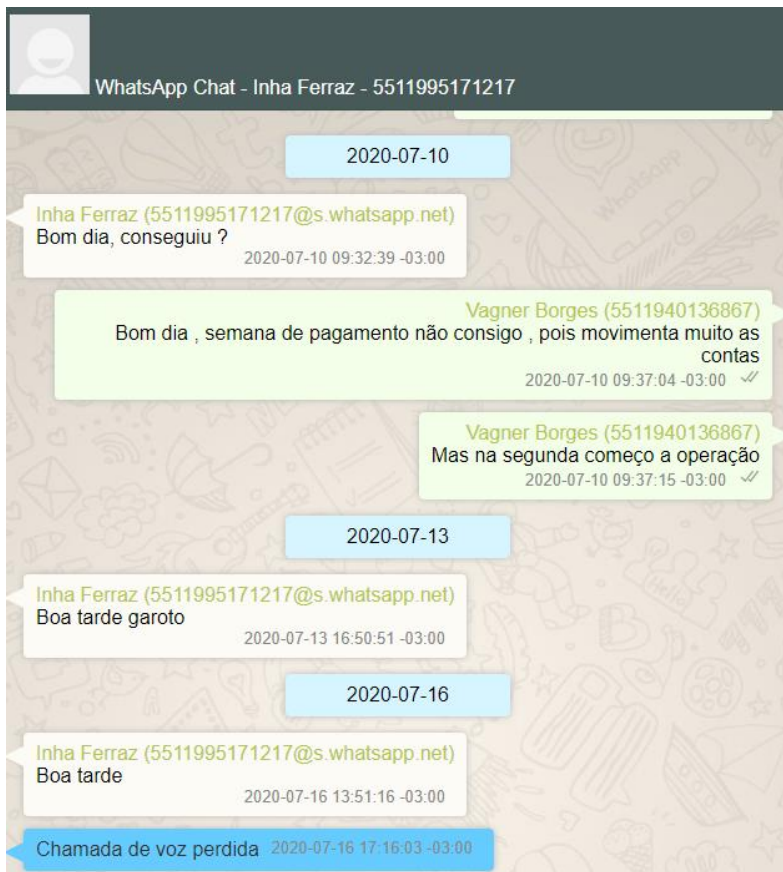 WhatsApp Chat - Inha Ferraz - 5511995171217
2020-07-10
Inha Ferraz (5511995171217@s.whatsapp.net)
Bom dia, conseguiu ?
2020-07-10 09:32:39 -03:00
Vagner Borges (5511940136867)
Bom dia , semana de pagamento não consigo , pois movimenta muito as
contas
2020-07-10 09:37:04 -03:00
Vagner Borges (5511940136867)
Mas na segunda começo a operação
2020-07-10 09:37:15 -03:00
2020-07-13
Inha Ferraz (5511995171217@s.whatsapp.net)
Boa tarde garoto
2020-07-13 16:50:51 -03:00
2020-07-16
Inha Ferraz (5511995171217@s.whatsapp.net)
Boa tarde
2020-07-16 13:51:16 -03:00
Chamada de voz perdida 2020-07-16 17:16:03 -03:00